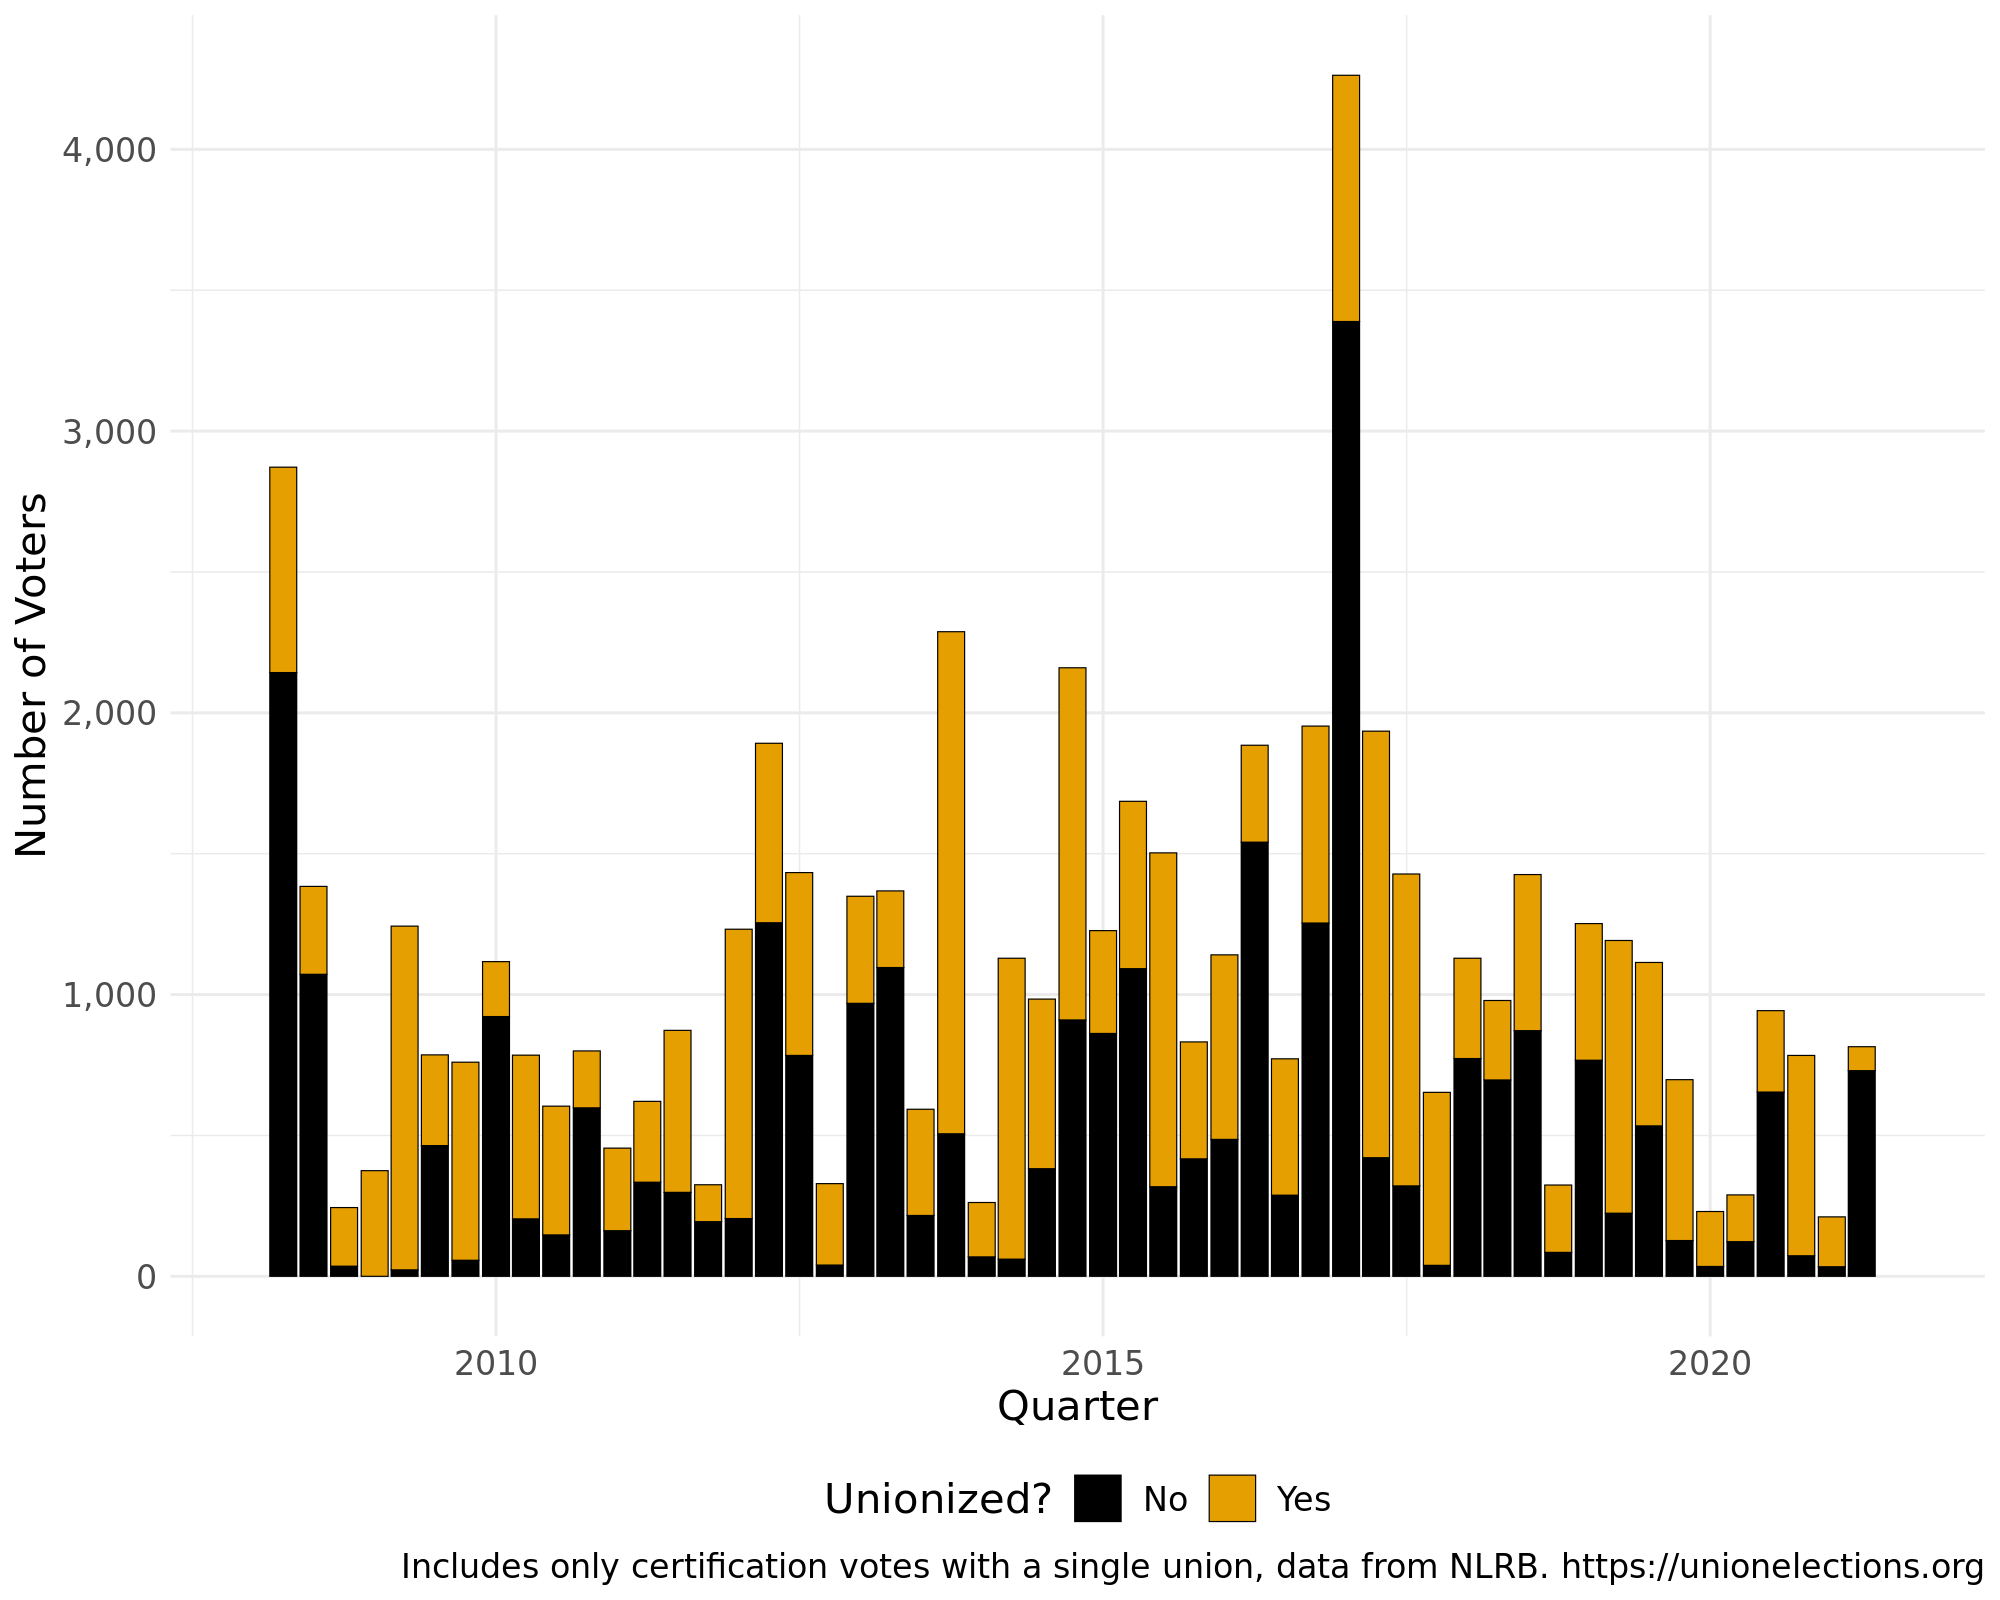 4,000
3,000
2,000
1,000
0
Number of Voters
2010
2015
2020
Quarter
Unionized?
No
Yes
Includes only certification votes with a single union, data from NLRB. https://unionelections.org